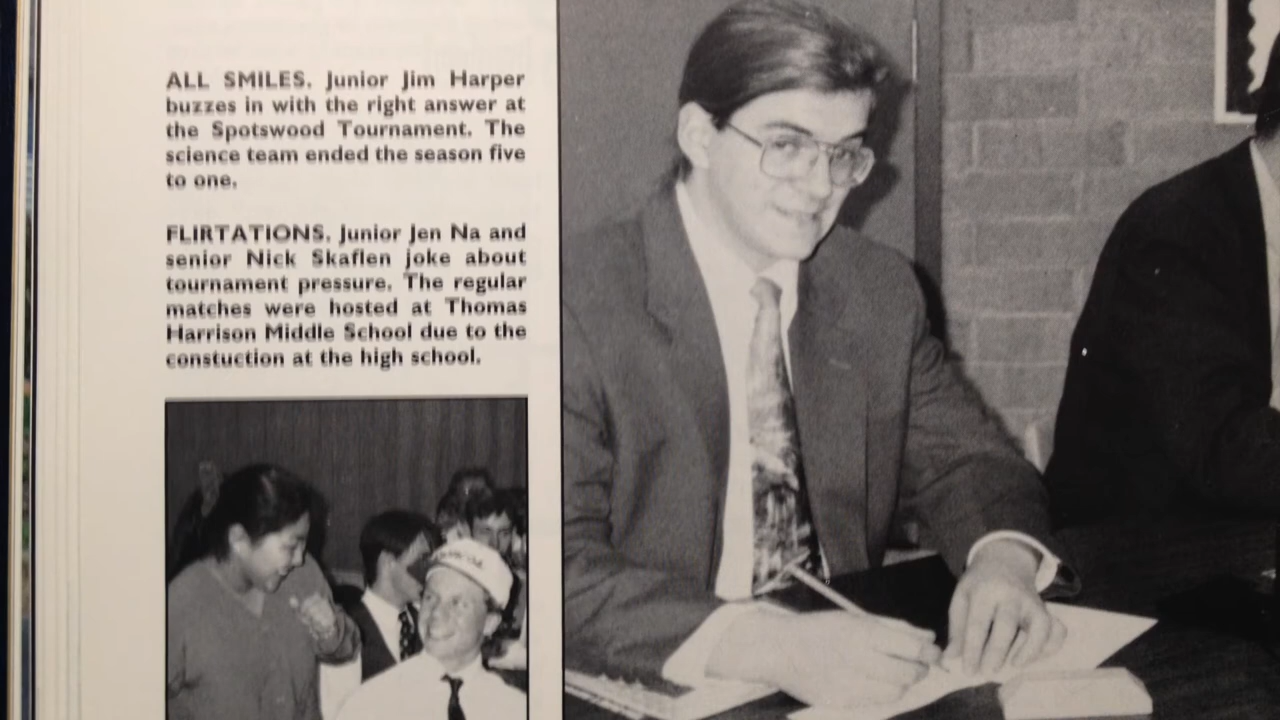 ALL SMILES. Junior Jim Harper
buzzes in with the right answer at
the Spotswood Tournament. The
science team ended the season five
to one.
FLIRTATIONS. Junior Jen Na and
senior Nick Skaflen joke about
tournament pressure. The regular
matches were hosted at Thomas
Harrison Middle School due to the
constuction at the high school.